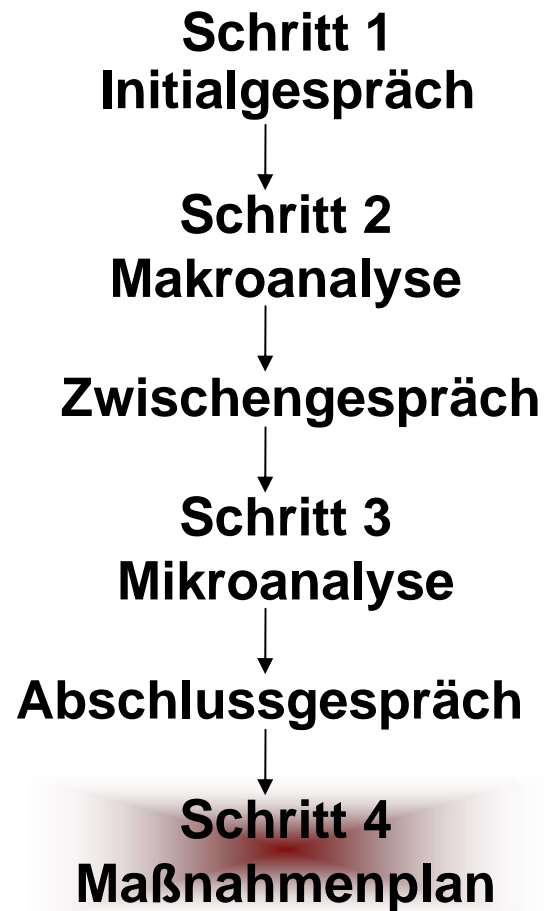 Schritt 1
Initialgespräch
Schritt 2
Makroanalyse
Zwischengespräch
Schritt 3
Mikroanalyse
Abschlussgespräch
Schritt 4
Maßnahmenplan